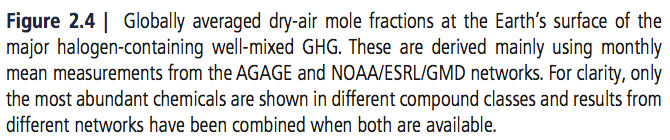 Figure 2.4 | Globally averaged dry-air mole fractions at the Earth's surface of the
major halogen-containing well-mixed GHG. These are derived mainly using monthly
mean measurements from the AGAGE and NOAA/ESRL/GMD networks. For clarity, only
the most abundant chemicals are shown in different compound classes and results from
different networks have been combined when both are available.